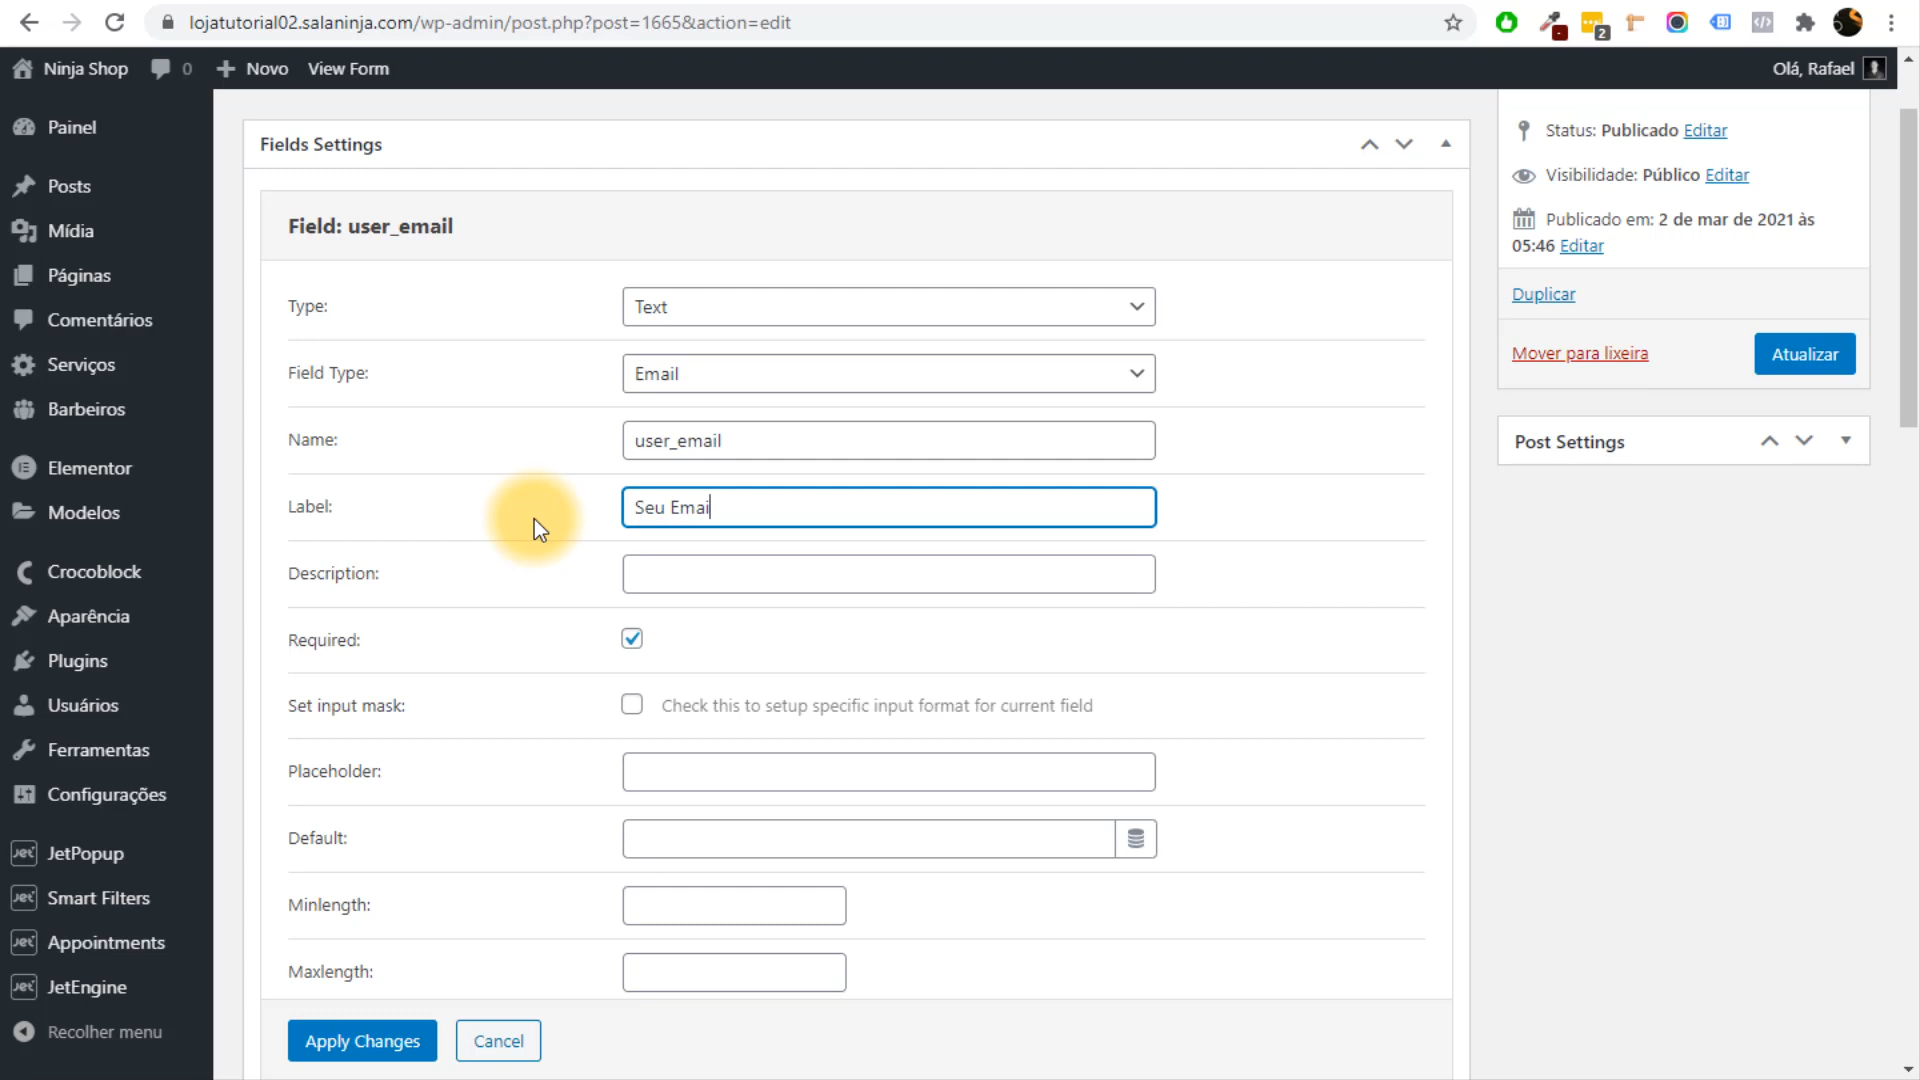 lojatutorial02.salaninja.com/wp-admin/post.php?post=1665&action=edit
2
Ninja Shop
0
Novo
View Form
Olá, Rafael
Painel
Posts
Mídia
Páginas
Comentários
Serviços
Barbeiros
Elementor
Modelos
Crocoblock
Aparência
Plugins
Usuários
Ferramentas
Configurações
Jet JetPopup
Jet Smart Filters
Jet Appointments
Jet JetEngine
Recolher menu
Fields Settings
Field: user_email
Type:
Text
Field Type:
Email
Name:
user_email
Label:
Seu Emai
Description:
Required:
Set input mask:
Check this to setup specific input format for current field
Placeholder:
Default:
Minlength:
Maxlength:
Apply Changes
Cancel
Status: Publicado Editar
Visibilidade: Público Editar
Publicado em: 2 de mar de 2021 às
05:46 Editar
Duplicar
Mover para lixeira
Atualizar
Post Settings